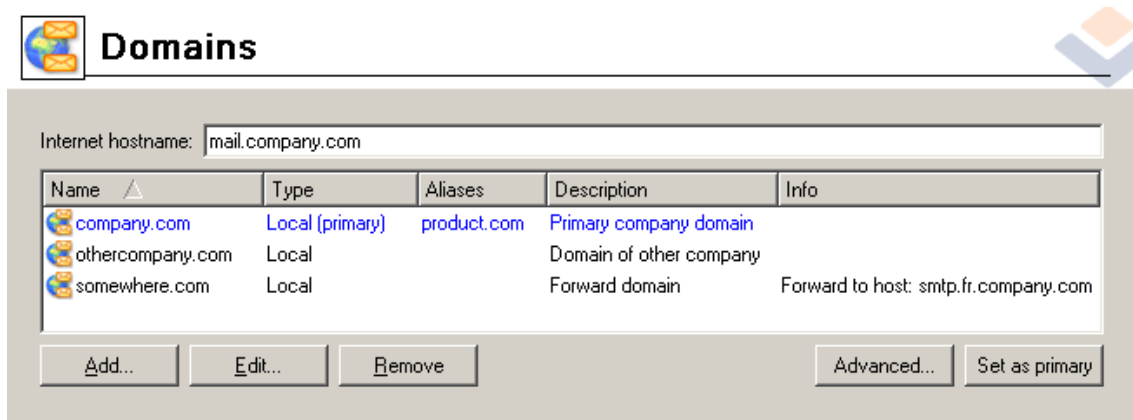 Domains
Internet hostname: mail.company.com
Name Type Aliases Description Info
company.com Local (primary) product.com Primary company domain
othercompany.com Local Domain of other company
somewhere.com Local Forward domain Forward to host: smtp.fr.company.com
Add... Edit... Remove Advanced... Set as primary